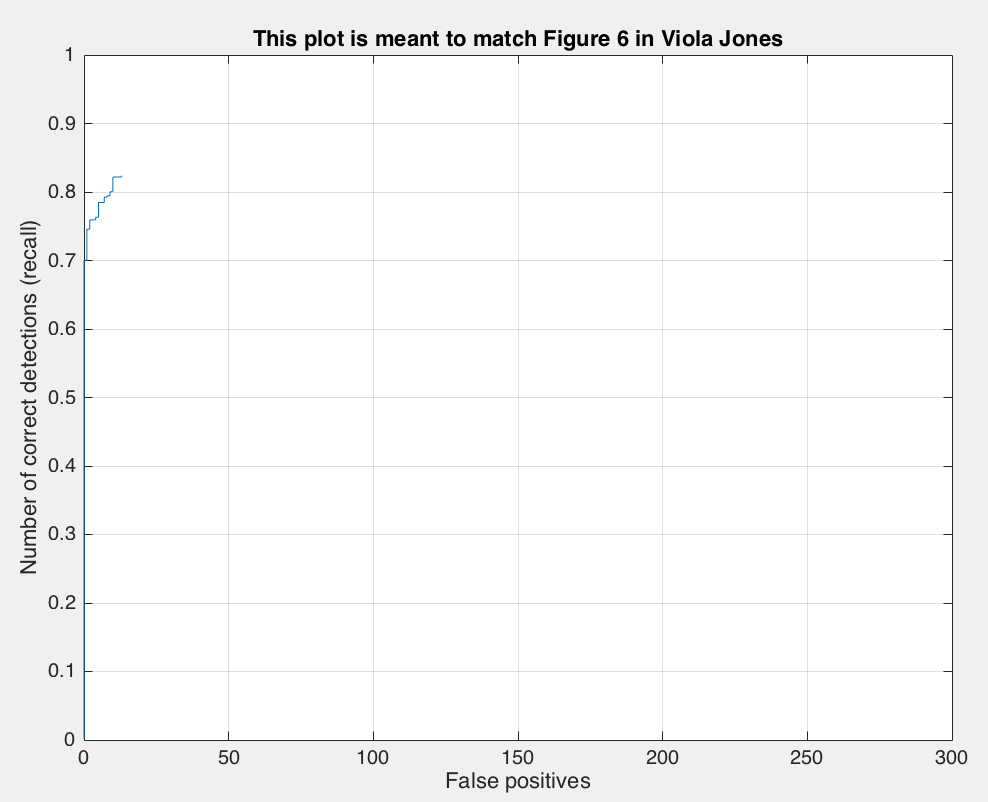 This plot is meant to match Figure 6 in Viola Jones
Number of correct detections (recall)
1
0.9
0.8
0.7
0.6
0.5
0.4
0.3
0.2
0.1
0
0 50 100 150 200 250 300
False positives